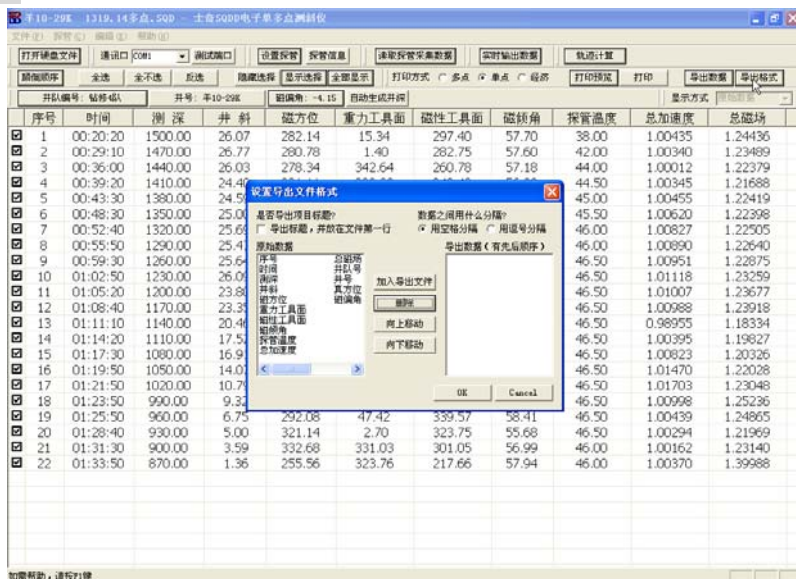 羊10-29K 1319.14多点.SQD - 士奇SQDD电子单多点测斜仪
文件(F) 探管(C) 编辑(E) 帮助(H)
打开硬盘文件 通讯口 COM1 测试端口 设置探管 探管信息 读取探管采集数据 实时输出数据 轨迹计算
颠倒顺序 全选 全不选 反选 隐藏选择 显示选择 全部显示 打印方式 多点 单点 经济 打印预览 打印 导出数据 导出格式
井队编号: 井号: 羊10-29K 磁偏角: -4.15 自动生成井深 显示方式 原始数据
序号 时间 测 深 井 斜 磁方位 重力工具面 磁性工具面 磁倾角 探管温度 总加速度 总磁场
1 00:20:20 1500.00 26.07 282.14 15.34 297.40 57.70 38.00 1.00435 1.24436
2 00:29:10 1470.00 26.77 280.78 1.40 282.75 57.60 42.00 1.00340 1.23489
3 00:36:00 1440.00 26.03 278.34 342.64 260.78 57.18 44.00 1.00012 1.22379
4 00:39:20 1410.00 24.40 44.50 1.00345 1.21688
5 00:43:30 1380.00 45.00 1.00455 1.22419
6 00:48:30 1350.00 45.50 1.00620 1.22398
7 00:52:40 1320.00 46.00 1.00827 1.22505
8 00:55:50 1290.00 46.00 1.00890 1.22640
9 00:59:30 1260.00 46.50 1.00951 1.22875
10 01:02:50 1230.00 46.50 1.01118 1.23259
11 01:05:20 1200.00 46.50 1.01007 1.23677
12 01:08:40 1170.00 46.50 1.00988 1.23918
13 01:11:10 1140.00 46.50 0.98955 1.18334
14 01:14:20 1110.00 46.50 1.00395 1.19827
15 01:17:30 1080.00 46.50 1.00823 1.20326
16 01:19:50 1050.00 46.50 1.01470 1.22028
17 01:21:50 1020.00 46.50 1.01703 1.23048
18 01:23:50 990.00 9.32 46.50 1.00998 1.25236
19 01:25:50 960.00 6.75 292.08 47.42 339.57 58.41 46.50 1.00439 1.24865
20 01:28:40 930.00 5.00 321.14 2.70 323.75 55.68 46.50 1.00294 1.21969
21 01:31:30 900.00 3.59 332.68 331.03 301.05 56.99 46.00 1.00162 1.23140
22 01:33:50 870.00 1.36 255.56 323.76 217.66 57.94 46.00 1.00370 1.39988
设置导出文件格式
是否导出项目标题? 数据之间用什么分隔?
导出标题，并放在文件第一行 用空格分隔 用逗号分隔
原始数据 导出数据(有先后顺序)
序号 总磁场
时间 井队号
测深 井号
井斜 真方位
磁方位 磁偏角
重力工具面
磁性工具面
磁倾角
探管温度
总加速度
加入导出文件
删除
向上移动
向下移动
OK Cancel
如需帮助，请按F1键